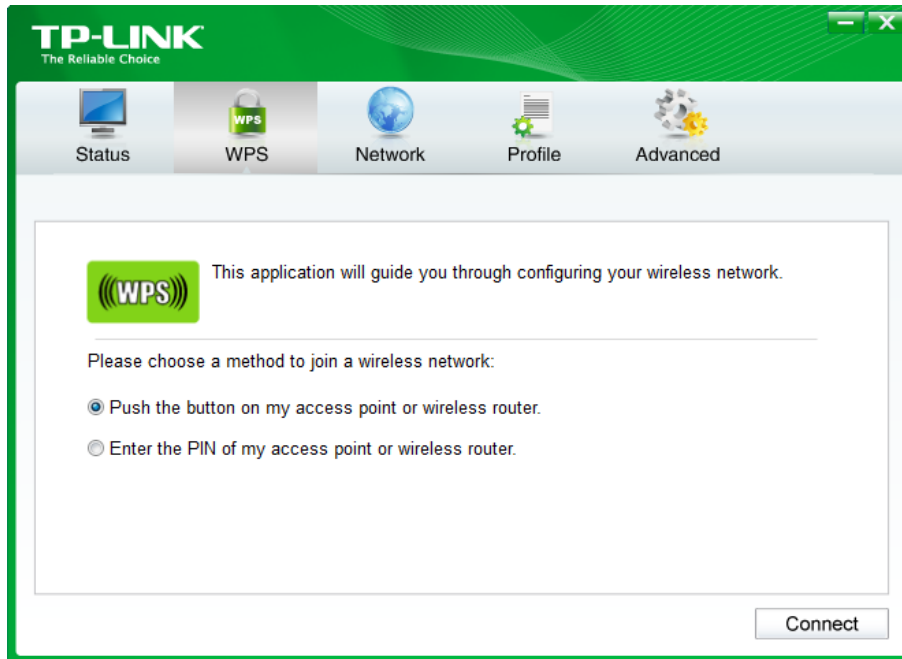 TP-LINK
The Reliable Choice
WPS
Status
WPS
Network
Profile
Advanced
WPS
This application will guide you through configuring your wireless network.
Please choose a method to join a wireless network:
Push the button on my access point or wireless router.
Enter the PIN of my access point or wireless router.
Connect